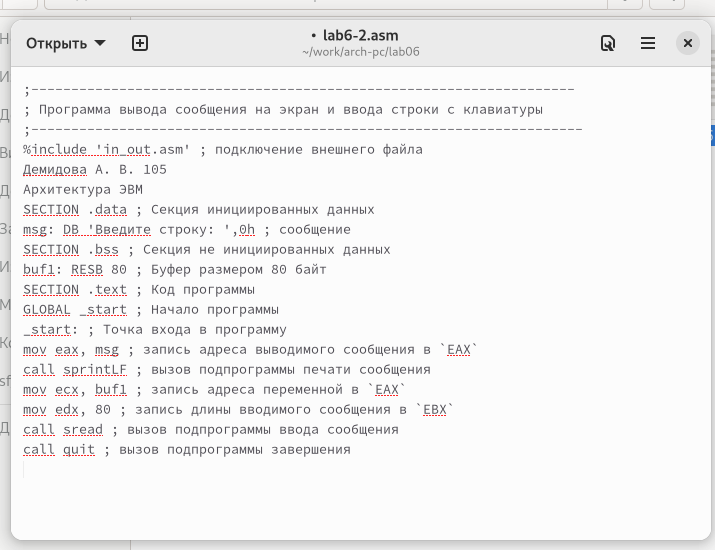 Открыть
• lab6-2.asm
~/work/arch-pc/lab06
;--------------------------------------------------------------------
; Программа вывода сообщения на экран и ввода строки с клавиатуры
;---------------------------------------------------------------------
%include 'in_out.asm' ; подключение внешнего файла
Демидова А. В. 105
Архитектура ЭВМ
SECTION .data ; Секция инициированных данных
msg: DB 'Введите строку: ',0h ; сообщение
SECTION .bss ; Секция не инициированных данных
buf1: RESB 80 ; Буфер размером 80 байт
SECTION .text ; Код программы
GLOBAL _start ; Начало программы
_start: ; Точка входа в программу
mov eax, msg ; запись адреса выводимого сообщения в `EAX`
call sprintLF ; вызов подпрограммы печати сообщения
mov ecx, buf1 ; запись адреса переменной в `EAX`
mov edx, 80 ; запись длины вводимого сообщения в `EBX`
call sread ; вызов подпрограммы ввода сообщения
call quit ; вызов подпрограммы завершения